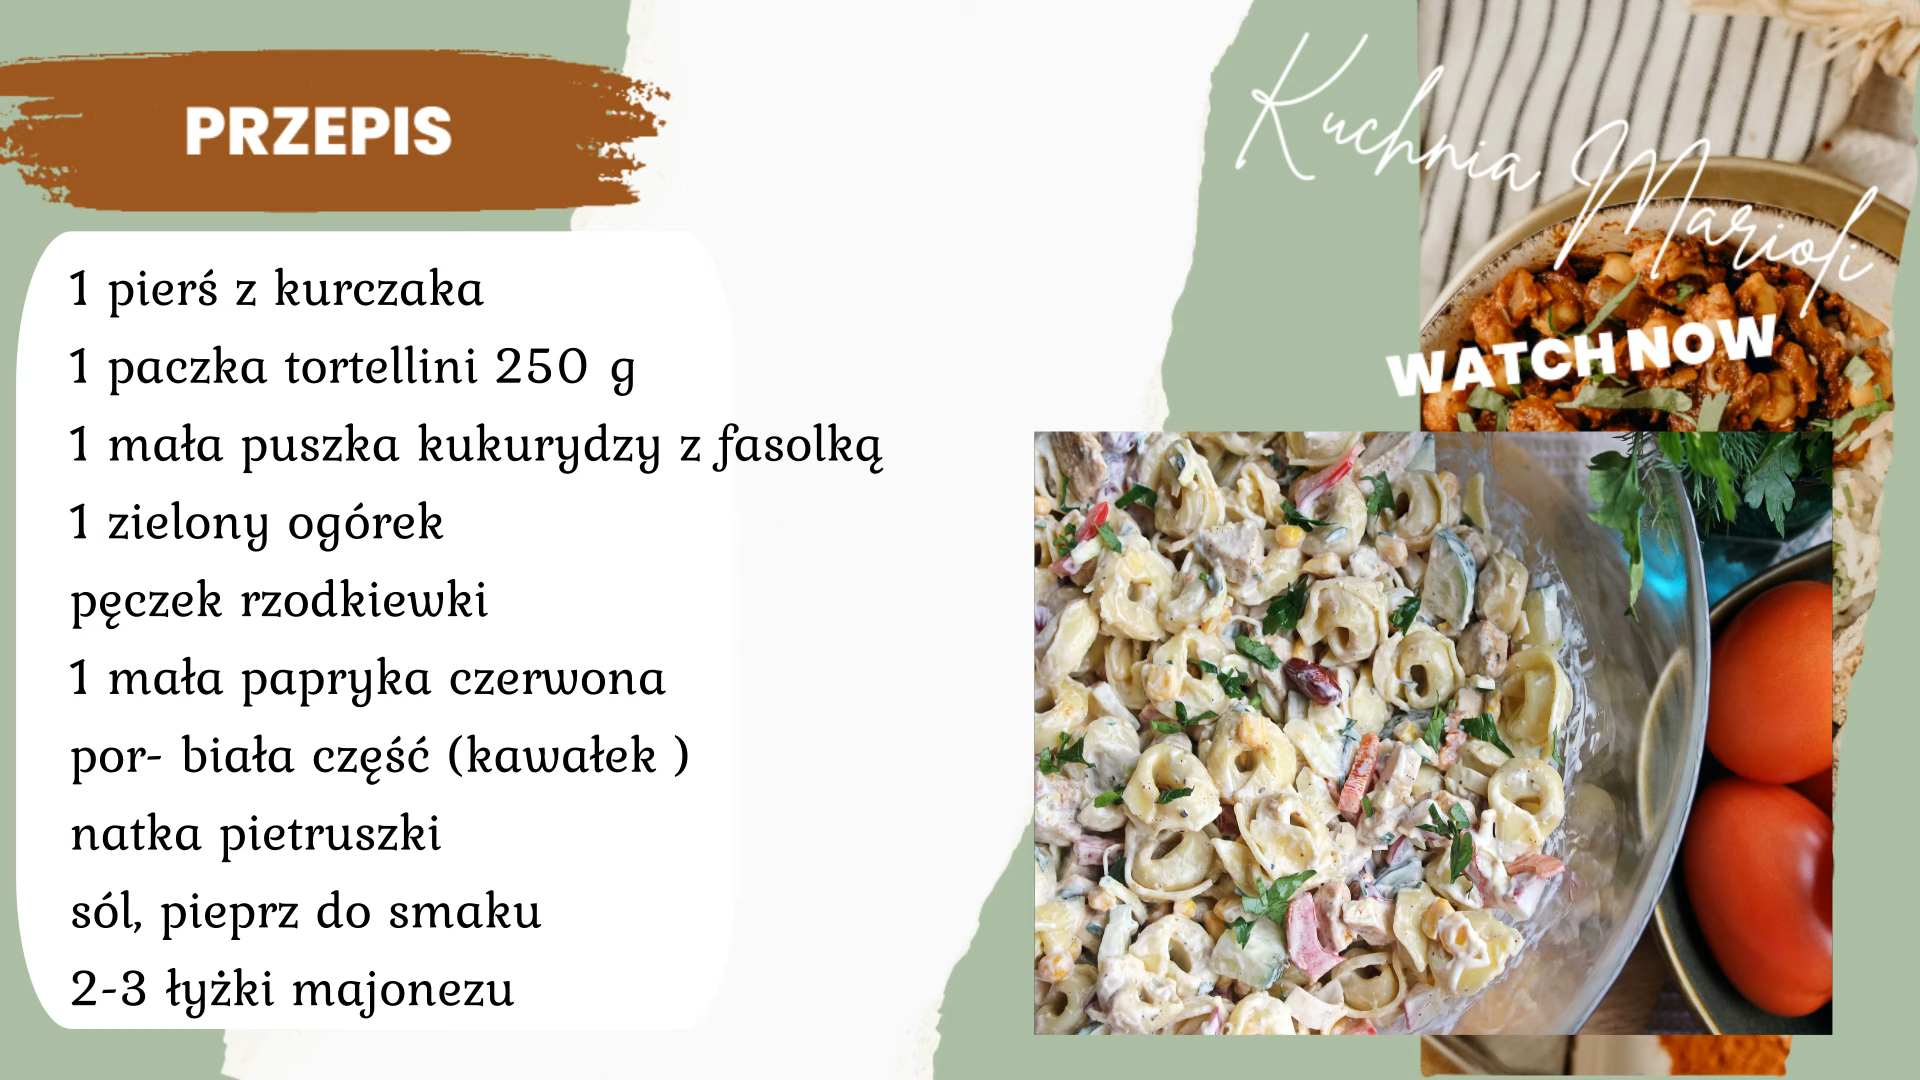 PRZEPIS
1 pierś z kurczaka
1 paczka tortellini 250 g
1 mała puszka kukurydzy z fasolką
1 zielony ogórek
pęczek rzodkiewki
1 mała papryka czerwona
por- biała część (kawałek )
natka pietruszki
sól, pieprz do smaku
2-3 łyżki majonezu
Kuchnia Marioli
WATCH NOW